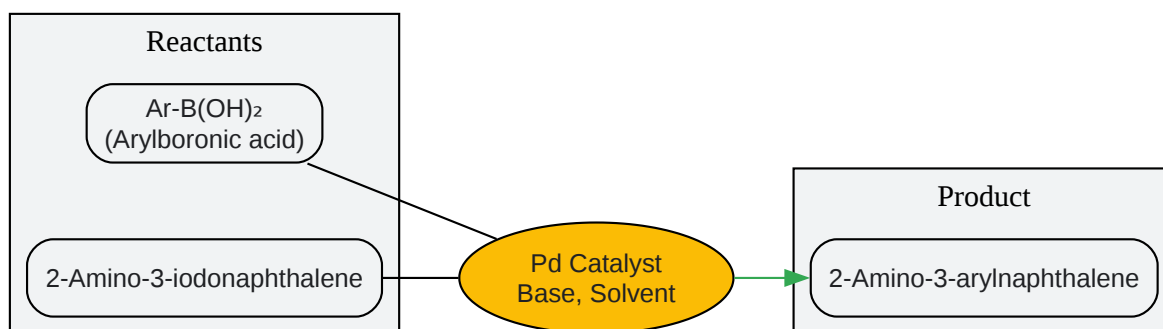 Reactants
Ar-B(OH)₂
(Arylboronic acid)
2-Amino-3-iodonaphthalene
Pd Catalyst
Base, Solvent
Product
2-Amino-3-arylnaphthalene